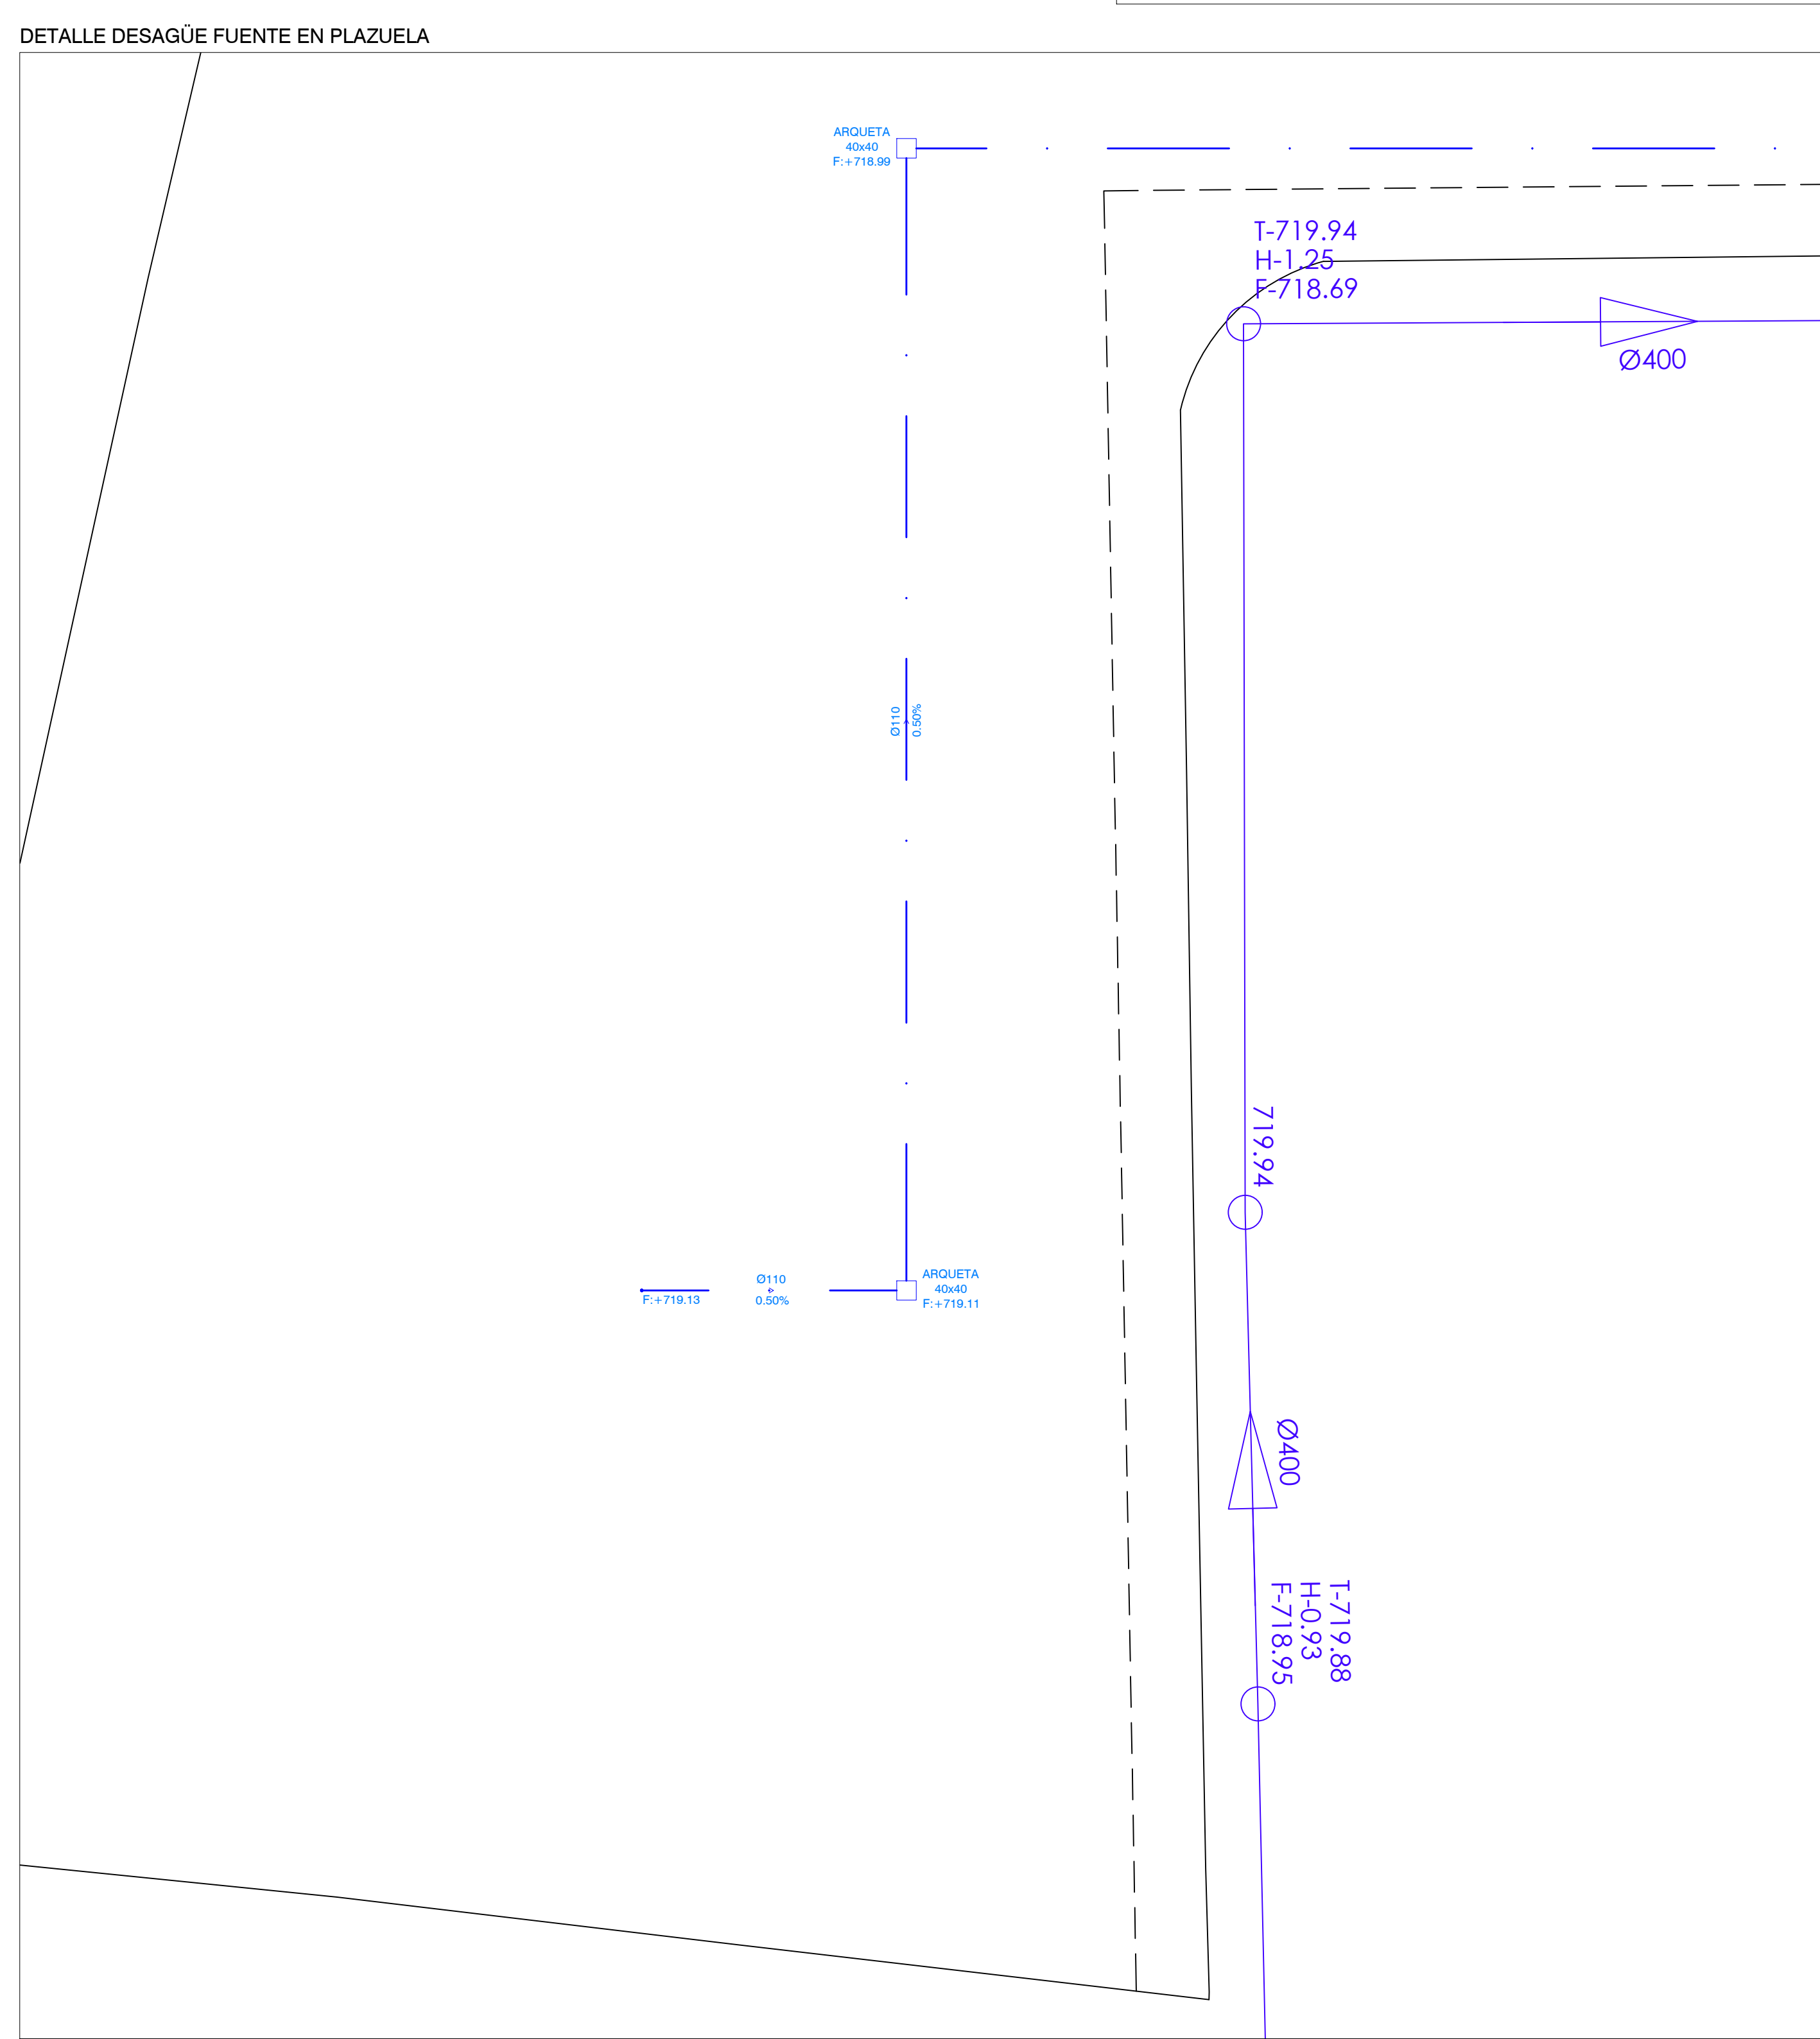 DETALLE DESAGÜE FUENTE EN PLAZUELA
ARQUETA
40x40
F:+718.99
T-719.94
H-1.25
F-718.69
Ø400
Ø110
0.50%
719.94
Ø110
0.50%
F:+719.13
ARQUETA
40x40
F:+719.11
Ø400
T-719.88
H-0.93
F-718.95